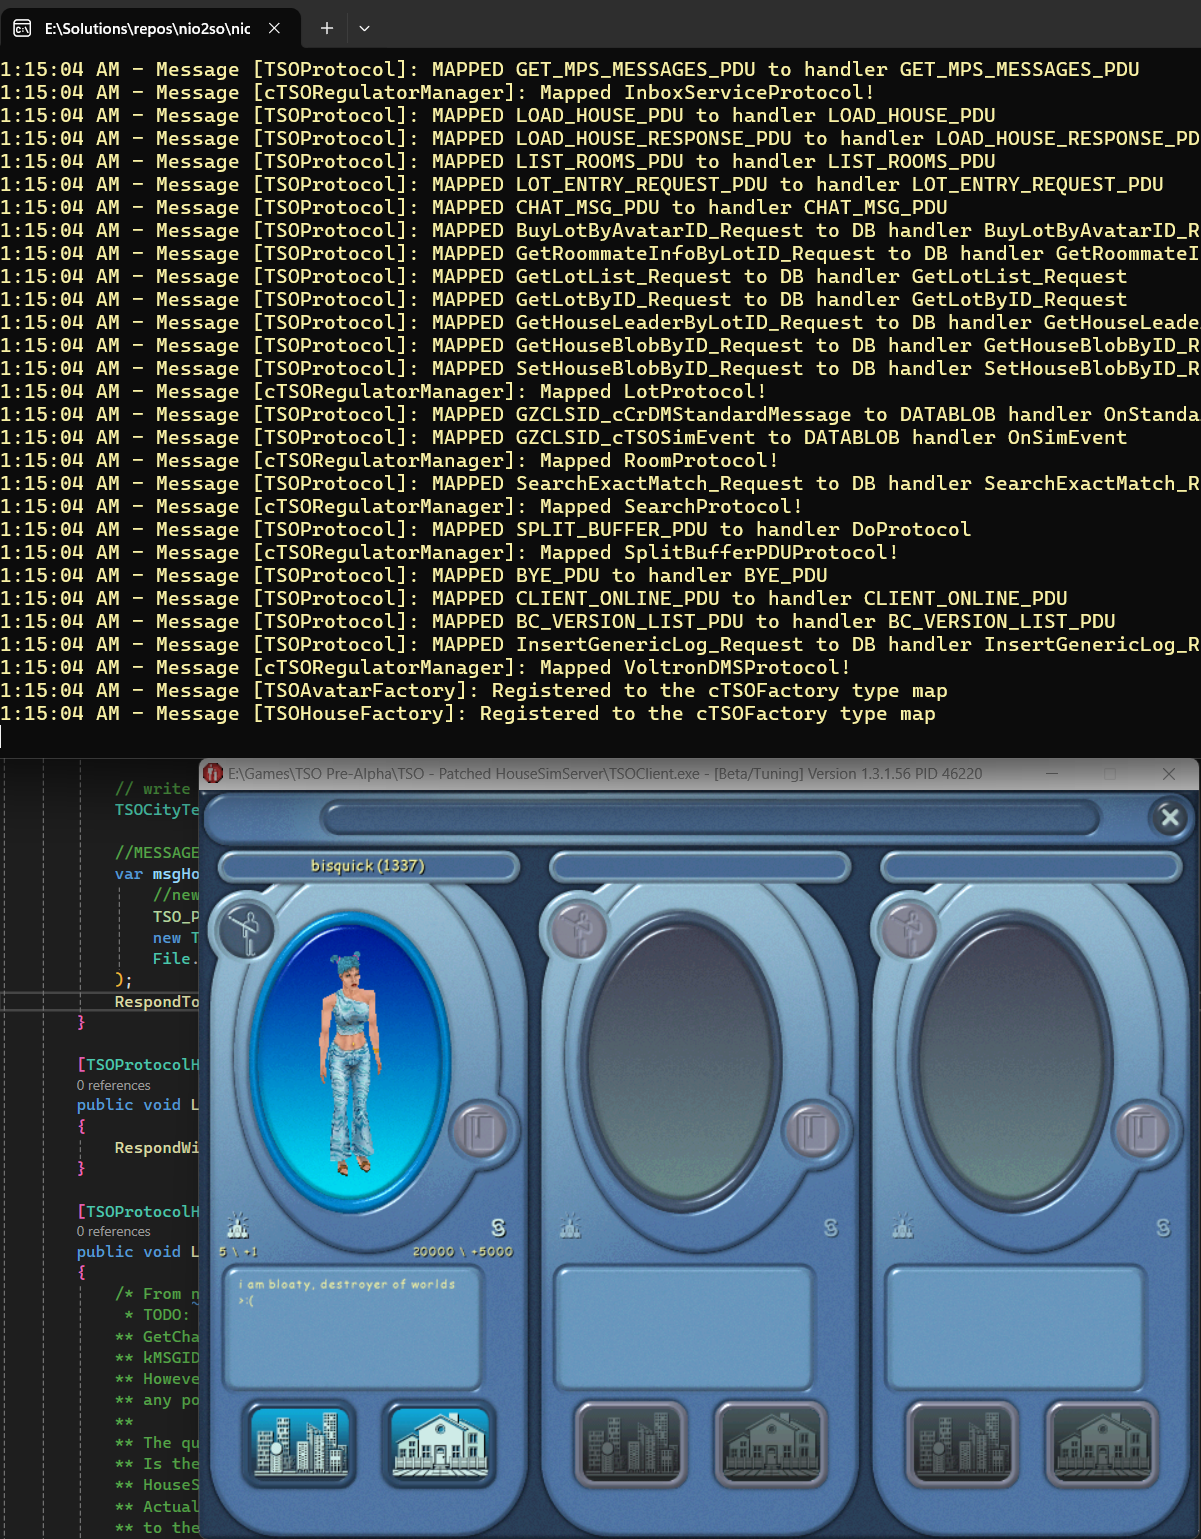 E:\Solutions\repos\nio2so\nic
1:15:04 AM - Message [TSOProtocol]: MAPPED GET_MPS_MESSAGES_PDU to handler GET_MPS_MESSAGES_PDU
1:15:04 AM - Message [cTSORegulatorManager]: Mapped InboxServiceProtocol!
1:15:04 AM - Message [TSOProtocol]: MAPPED LOAD_HOUSE_PDU to handler LOAD_HOUSE_PDU
1:15:04 AM - Message [TSOProtocol]: MAPPED LOAD_HOUSE_RESPONSE_PDU to handler LOAD_HOUSE_RESPONSE_PD
1:15:04 AM - Message [TSOProtocol]: MAPPED LIST_ROOMS_PDU to handler LIST_ROOMS_PDU
1:15:04 AM - Message [TSOProtocol]: MAPPED LOT_ENTRY_REQUEST_PDU to handler LOT_ENTRY_REQUEST_PDU
1:15:04 AM - Message [TSOProtocol]: MAPPED CHAT_MSG_PDU to handler CHAT_MSG_PDU
1:15:04 AM - Message [TSOProtocol]: MAPPED BuyLotByAvatarID_Request to DB handler BuyLotByAvatarID_R
1:15:04 AM - Message [TSOProtocol]: MAPPED GetRoommateInfoByLotID_Request to DB handler GetRoommateI
1:15:04 AM - Message [TSOProtocol]: MAPPED GetLotList_Request to DB handler GetLotList_Request
1:15:04 AM - Message [TSOProtocol]: MAPPED GetLotByID_Request to DB handler GetLotByID_Request
1:15:04 AM - Message [TSOProtocol]: MAPPED GetHouseLeaderByLotID_Request to DB handler GetHouseLeade
1:15:04 AM - Message [TSOProtocol]: MAPPED GetHouseBlobByID_Request to DB handler GetHouseBlobByID_R
1:15:04 AM - Message [TSOProtocol]: MAPPED SetHouseBlobByID_Request to DB handler SetHouseBlobByID_R
1:15:04 AM - Message [cTSORegulatorManager]: Mapped LotProtocol!
1:15:04 AM - Message [TSOProtocol]: MAPPED GZCLSID_cCrDMStandardMessage to DATABLOB handler OnStanda
1:15:04 AM - Message [TSOProtocol]: MAPPED GZCLSID_cTSOSimEvent to DATABLOB handler OnSimEvent
1:15:04 AM - Message [cTSORegulatorManager]: Mapped RoomProtocol!
1:15:04 AM - Message [TSOProtocol]: MAPPED SearchExactMatch_Request to DB handler SearchExactMatch_R
1:15:04 AM - Message [cTSORegulatorManager]: Mapped SearchProtocol!
1:15:04 AM - Message [TSOProtocol]: MAPPED SPLIT_BUFFER_PDU to handler DoProtocol
1:15:04 AM - Message [cTSORegulatorManager]: Mapped SplitBufferPDUProtocol!
1:15:04 AM - Message [TSOProtocol]: MAPPED BYE_PDU to handler BYE_PDU
1:15:04 AM - Message [TSOProtocol]: MAPPED CLIENT_ONLINE_PDU to handler CLIENT_ONLINE_PDU
1:15:04 AM - Message [TSOProtocol]: MAPPED BC_VERSION_LIST_PDU to handler BC_VERSION_LIST_PDU
1:15:04 AM - Message [TSOProtocol]: MAPPED InsertGenericLog_Request to DB handler InsertGenericLog_R
1:15:04 AM - Message [cTSORegulatorManager]: Mapped VoltronDMSProtocol!
1:15:04 AM - Message [TSOAvatarFactory]: Registered to the cTSOFactory type map
1:15:04 AM - Message [TSOHouseFactory]: Registered to the cTSOFactory type map
// write
TSOCityTe
//MESSAGE
var msgHo
//new
TSO_P
new T
File.
);
RespondTo
}
[TSOProtocolH
0 references
public void L
{
RespondWi
}
[TSOProtocolH
0 references
public void L
{
/* From n
* TODO:
** GetCha
** kMSGID
** Howeve
** any po
**
** The qu
** Is the
** HouseS
** Actual
** to the
E:\Games\TSO Pre-Alpha\TSO - Patched HouseSimServer\TSOClient.exe - [Beta/Tuning] Version 1.3.1.56 PID 46220
bisquick (1337)
5 \ +1
20000 \ +5000
i am bloaty, destroyer of worlds
>:(